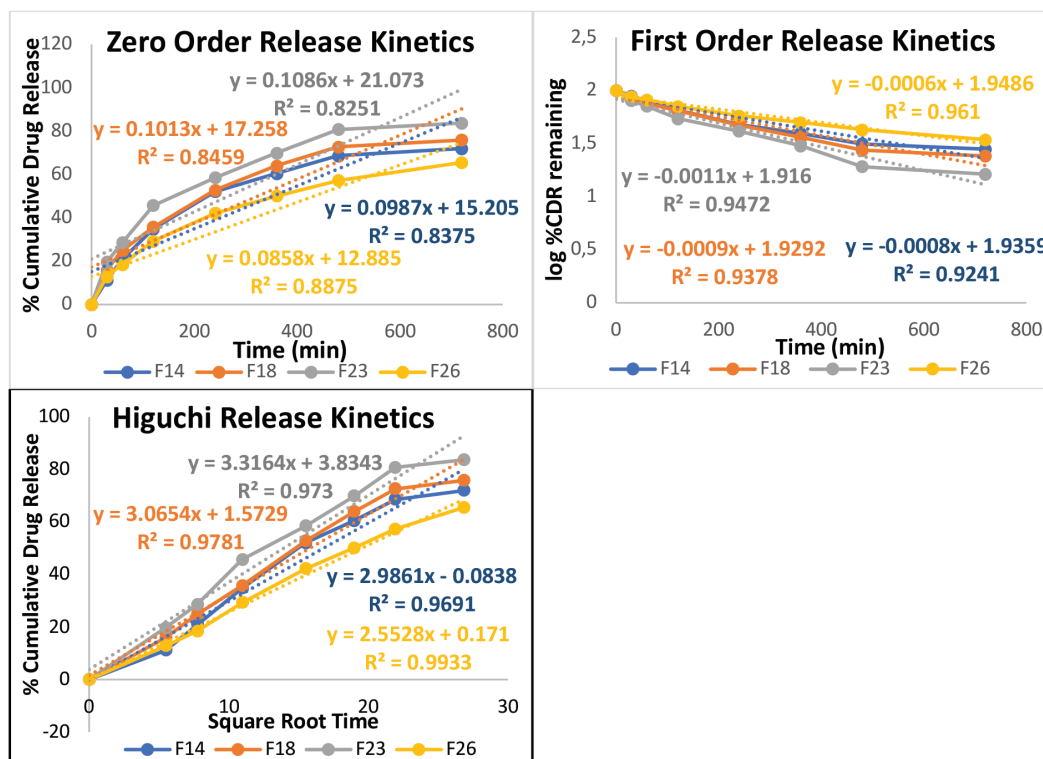 Zero Order Release Kinetics
120
100
80
60
40
20
0
0
200
400
600
800
% Cumulative Drug Release
y = 0.1086x + 21.073
R² = 0.8251
y = 0.1013x + 17.258
R² = 0.8459
y = 0.0987x + 15.205
R² = 0.8375
y = 0.0858x + 12.885
R² = 0.8875
Time (min)
F14 F18 F23 F26
First Order Release Kinetics
2,5
2
1,5
1
0,5
0
0
200
400
600
800
log %CDR remaining
y = -0.0006x + 1.9486
R² = 0.961
y = -0.0011x + 1.916
R² = 0.9472
y = -0.0009x + 1.9292
R² = 0.9378
y = -0.0008x + 1.9359
R² = 0.9241
Time (min)
F14 F18 F23 F26
Higuchi Release Kinetics
100
80
60
40
20
0
-20
0
10
20
30
% Cumulative Drug Release
y = 3.3164x + 3.8343
R² = 0.973
y = 3.0654x + 1.5729
R² = 0.9781
y = 2.9861x - 0.0838
R² = 0.9691
y = 2.5528x + 0.171
R² = 0.9933
Square Root Time
F14 F18 F23 F26